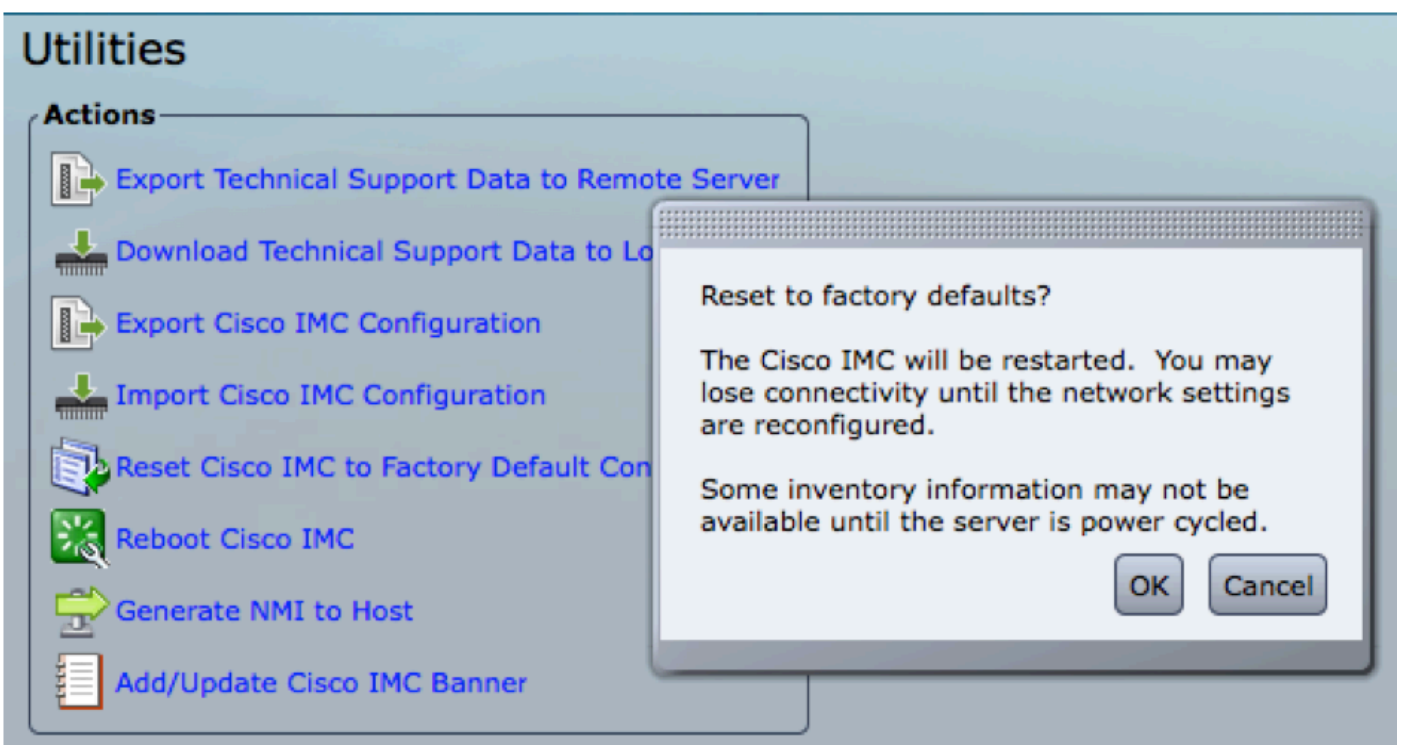 Utilities
Actions
Export Technical Support Data to Remote Server
Download Technical Support Data to Lo
Export Cisco IMC Configuration
Import Cisco IMC Configuration
Reset Cisco IMC to Factory Default Con
Reboot Cisco IMC
Generate NMI to Host
Add/Update Cisco IMC Banner
Reset to factory defaults?
The Cisco IMC will be restarted.  You may
lose connectivity until the network settings
are reconfigured.
Some inventory information may not be
available until the server is power cycled.
OK
Cancel